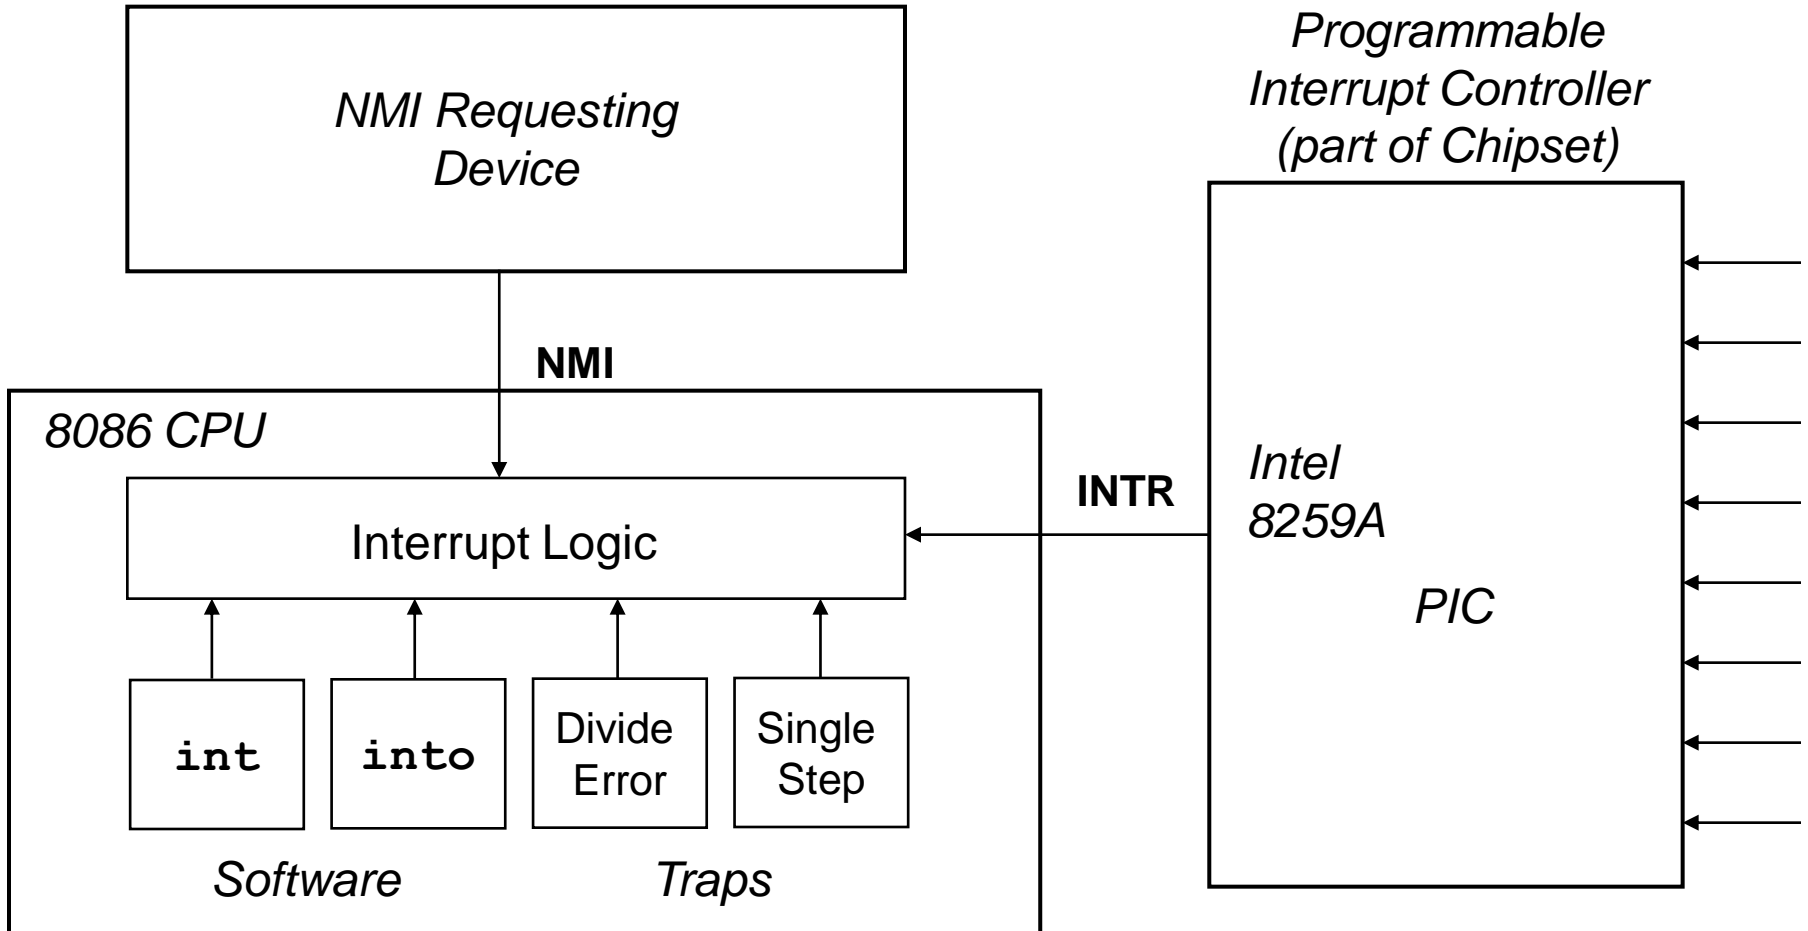 NMI Requesting
Device
Programmable
Interrupt Controller
(part of Chipset)
NMI
8086 CPU
Interrupt Logic
INTR
Intel
8259A
PIC
int
into
Divide
Error
Single
Step
Software
Traps